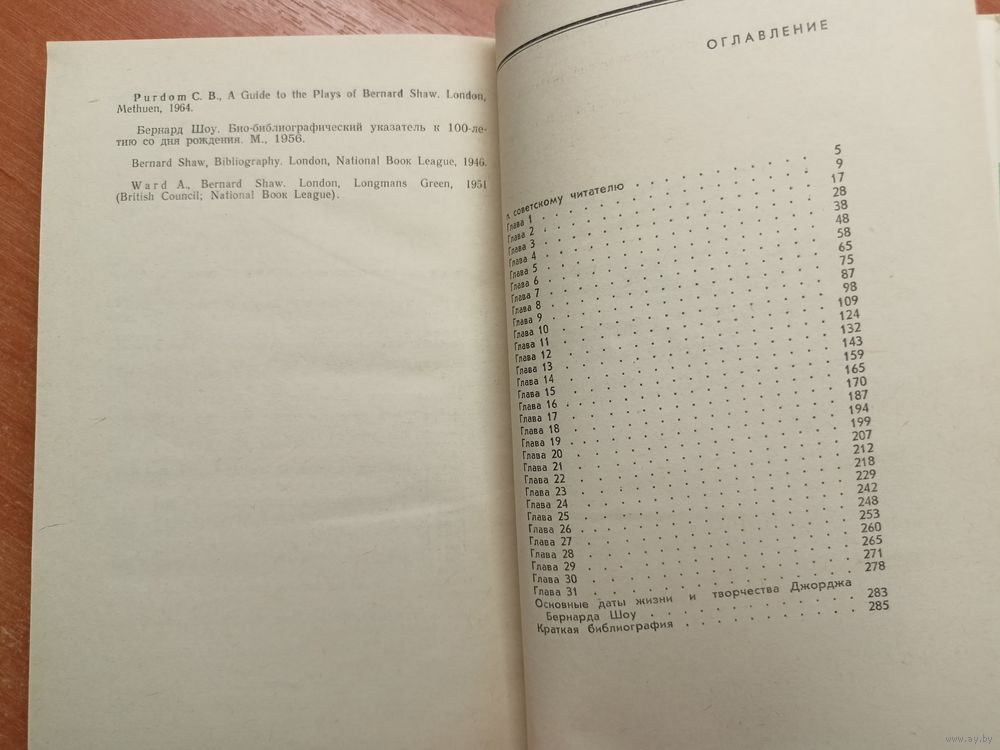 Purdom C. B., A Guide to the Plays of Bernard Shaw. London,
Methuen, 1964.
Бернард Шоу. Био-библиографический указатель к 100-ле-
тию со дня рождения. М., 1956.
Bernard Shaw, Bibliography. London, National Book League, 1946.
Ward A., Bernard Shaw. London, Longmans Green, 1951
(British Council; National Book League).
ОГЛАВЛЕНИЕ
советскому читателю . . . . . . . . 5
Глава 1 . . . . . . . . . . 9
Глава 2 . . . . . . . . . . 17
Глава 3 . . . . . . . . . . 28
Глава 4 . . . . . . . . . . 38
Глава 5 . . . . . . . . . . 48
Глава 6 . . . . . . . . . . 58
Глава 7 . . . . . . . . . . 65
Глава 8 . . . . . . . . . . 75
Глава 9 . . . . . . . . . . 87
Глава 10 . . . . . . . . . . 98
Глава 11 . . . . . . . . . . 109
Глава 12 . . . . . . . . . . 124
Глава 13 . . . . . . . . . . 132
Глава 14 . . . . . . . . . . 143
Глава 15 . . . . . . . . . . 159
Глава 16 . . . . . . . . . . 165
Глава 17 . . . . . . . . . . 170
Глава 18 . . . . . . . . . . 187
Глава 19 . . . . . . . . . . 194
Глава 20 . . . . . . . . . . 199
Глава 21 . . . . . . . . . . 207
Глава 22 . . . . . . . . . . 212
Глава 23 . . . . . . . . . . 218
Глава 24 . . . . . . . . . . 229
Глава 25 . . . . . . . . . . 242
Глава 26 . . . . . . . . . . 248
Глава 27 . . . . . . . . . . 253
Глава 28 . . . . . . . . . . 260
Глава 29 . . . . . . . . . . 265
Глава 30 . . . . . . . . . . 271
Глава 31 . . . . . . . . . . 278
Основные даты жизни и творчества Джорджа
Бернарда Шоу . . . . . . . . 283
Краткая библиография . . . . . . . 285
www.ay.by